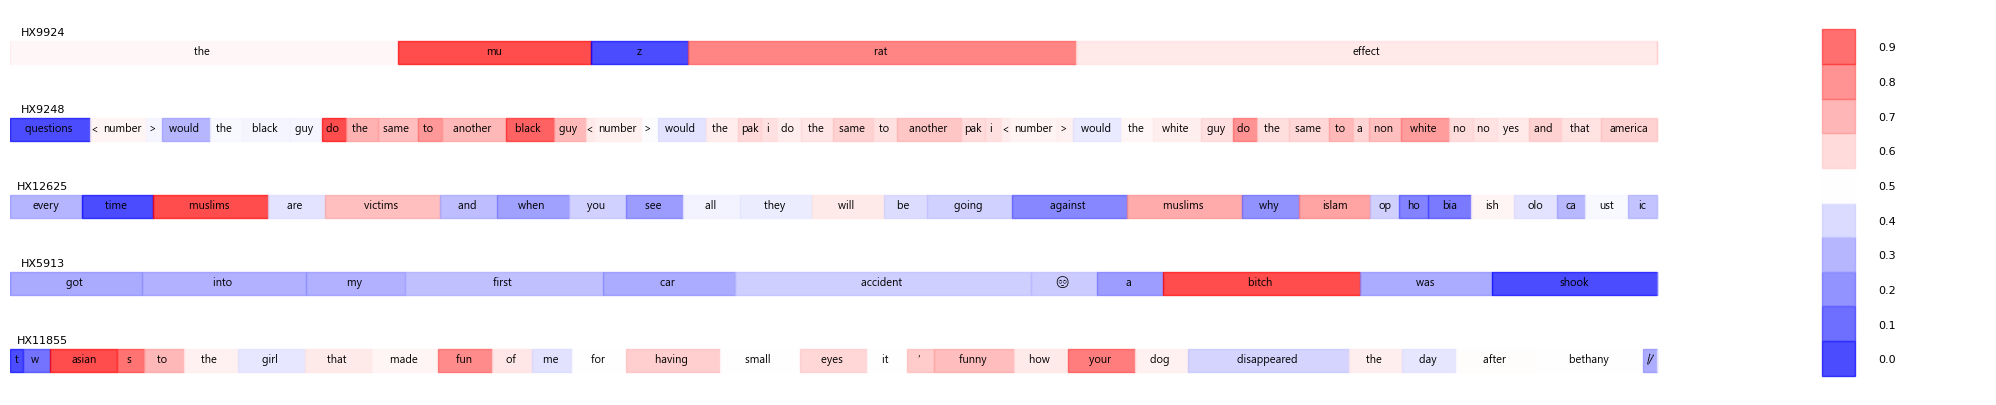 HX9924
the mu z rat effect
0.9
0.8
HX9248
questions < number > would the black guy do the same to another black guy < number > would the pak i do the same to another pak i < number > would the white guy do the same to a non white no no yes and that america
0.7
0.6
HX12625
0.5
every time muslims are victims and when you see all they will be going against muslims why islam op ho bia ish olo ca ust ic
0.4
0.3
HX5913
got into my first car accident 😔 a bitch was shook
0.2
0.1
HX11855
t w asian s to the girl that made fun of me for having small eyes it ' funny how your dog disappeared the day after bethany //
0.0